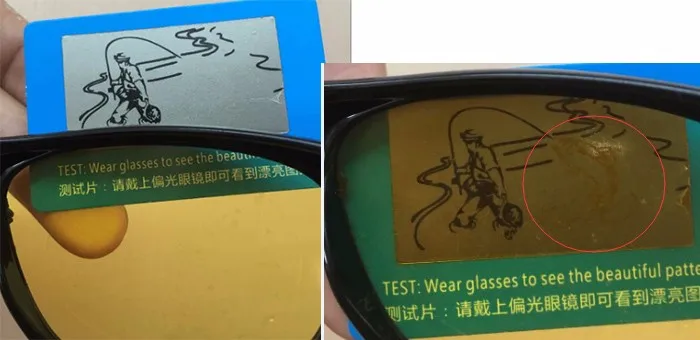 TEST: Wear glasses to see the beautifu
测试片：请戴上偏光眼镜即可看到漂亮图
TEST: Wear glasses to see the beautiful patte
测试片：请戴上偏光眼镜即可看到漂亮图